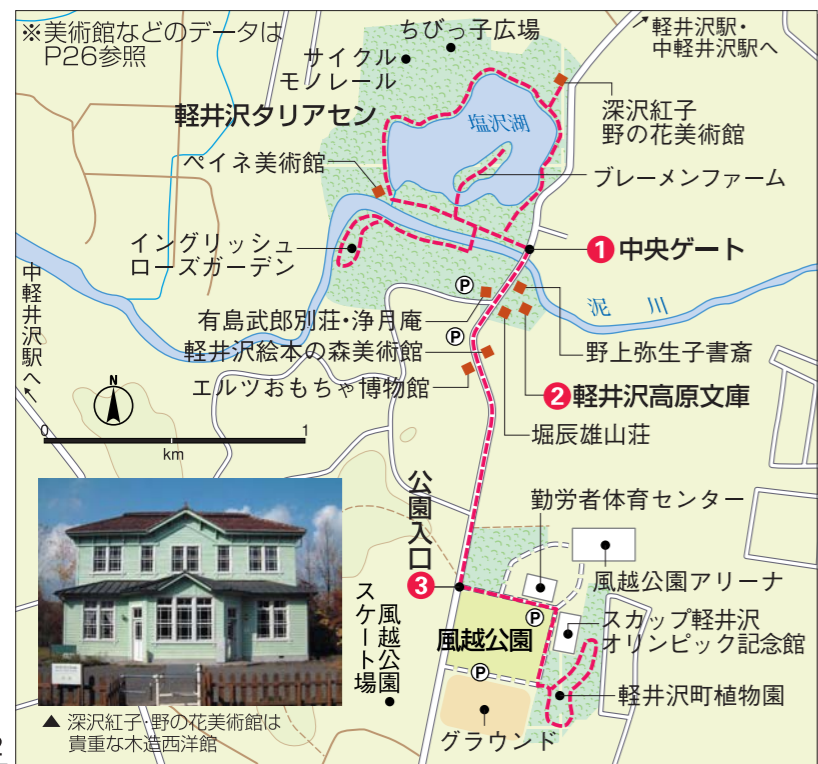 ※美術館などのデータは
P26参照
ちびっ子広場
サイクル
モノレール
軽井沢駅・
中軽井沢駅へ
軽井沢タリアセン
塩沢湖
深沢紅子
野の花美術館
ペイネ美術館
ブレーメンファーム
イングリッシュ
ローズガーデン
❶中央ゲート
中軽井沢駅へ
P
泥川
有島武郎別荘・浄月庵
P
軽井沢絵本の森美術館
野上弥生子書斎
エルツおもちゃ博物館
❷軽井沢高原文庫
堀辰雄山荘
N
0 1
km
公園入口
❸
勤労者体育センター
風越公園アリーナ
風越公園
スケート場
P
スカップ軽井沢
オリンピック記念館
風越公園
P
軽井沢町植物園
グラウンド
▲ 深沢紅子・野の花美術館は
貴重な木造西洋館
2